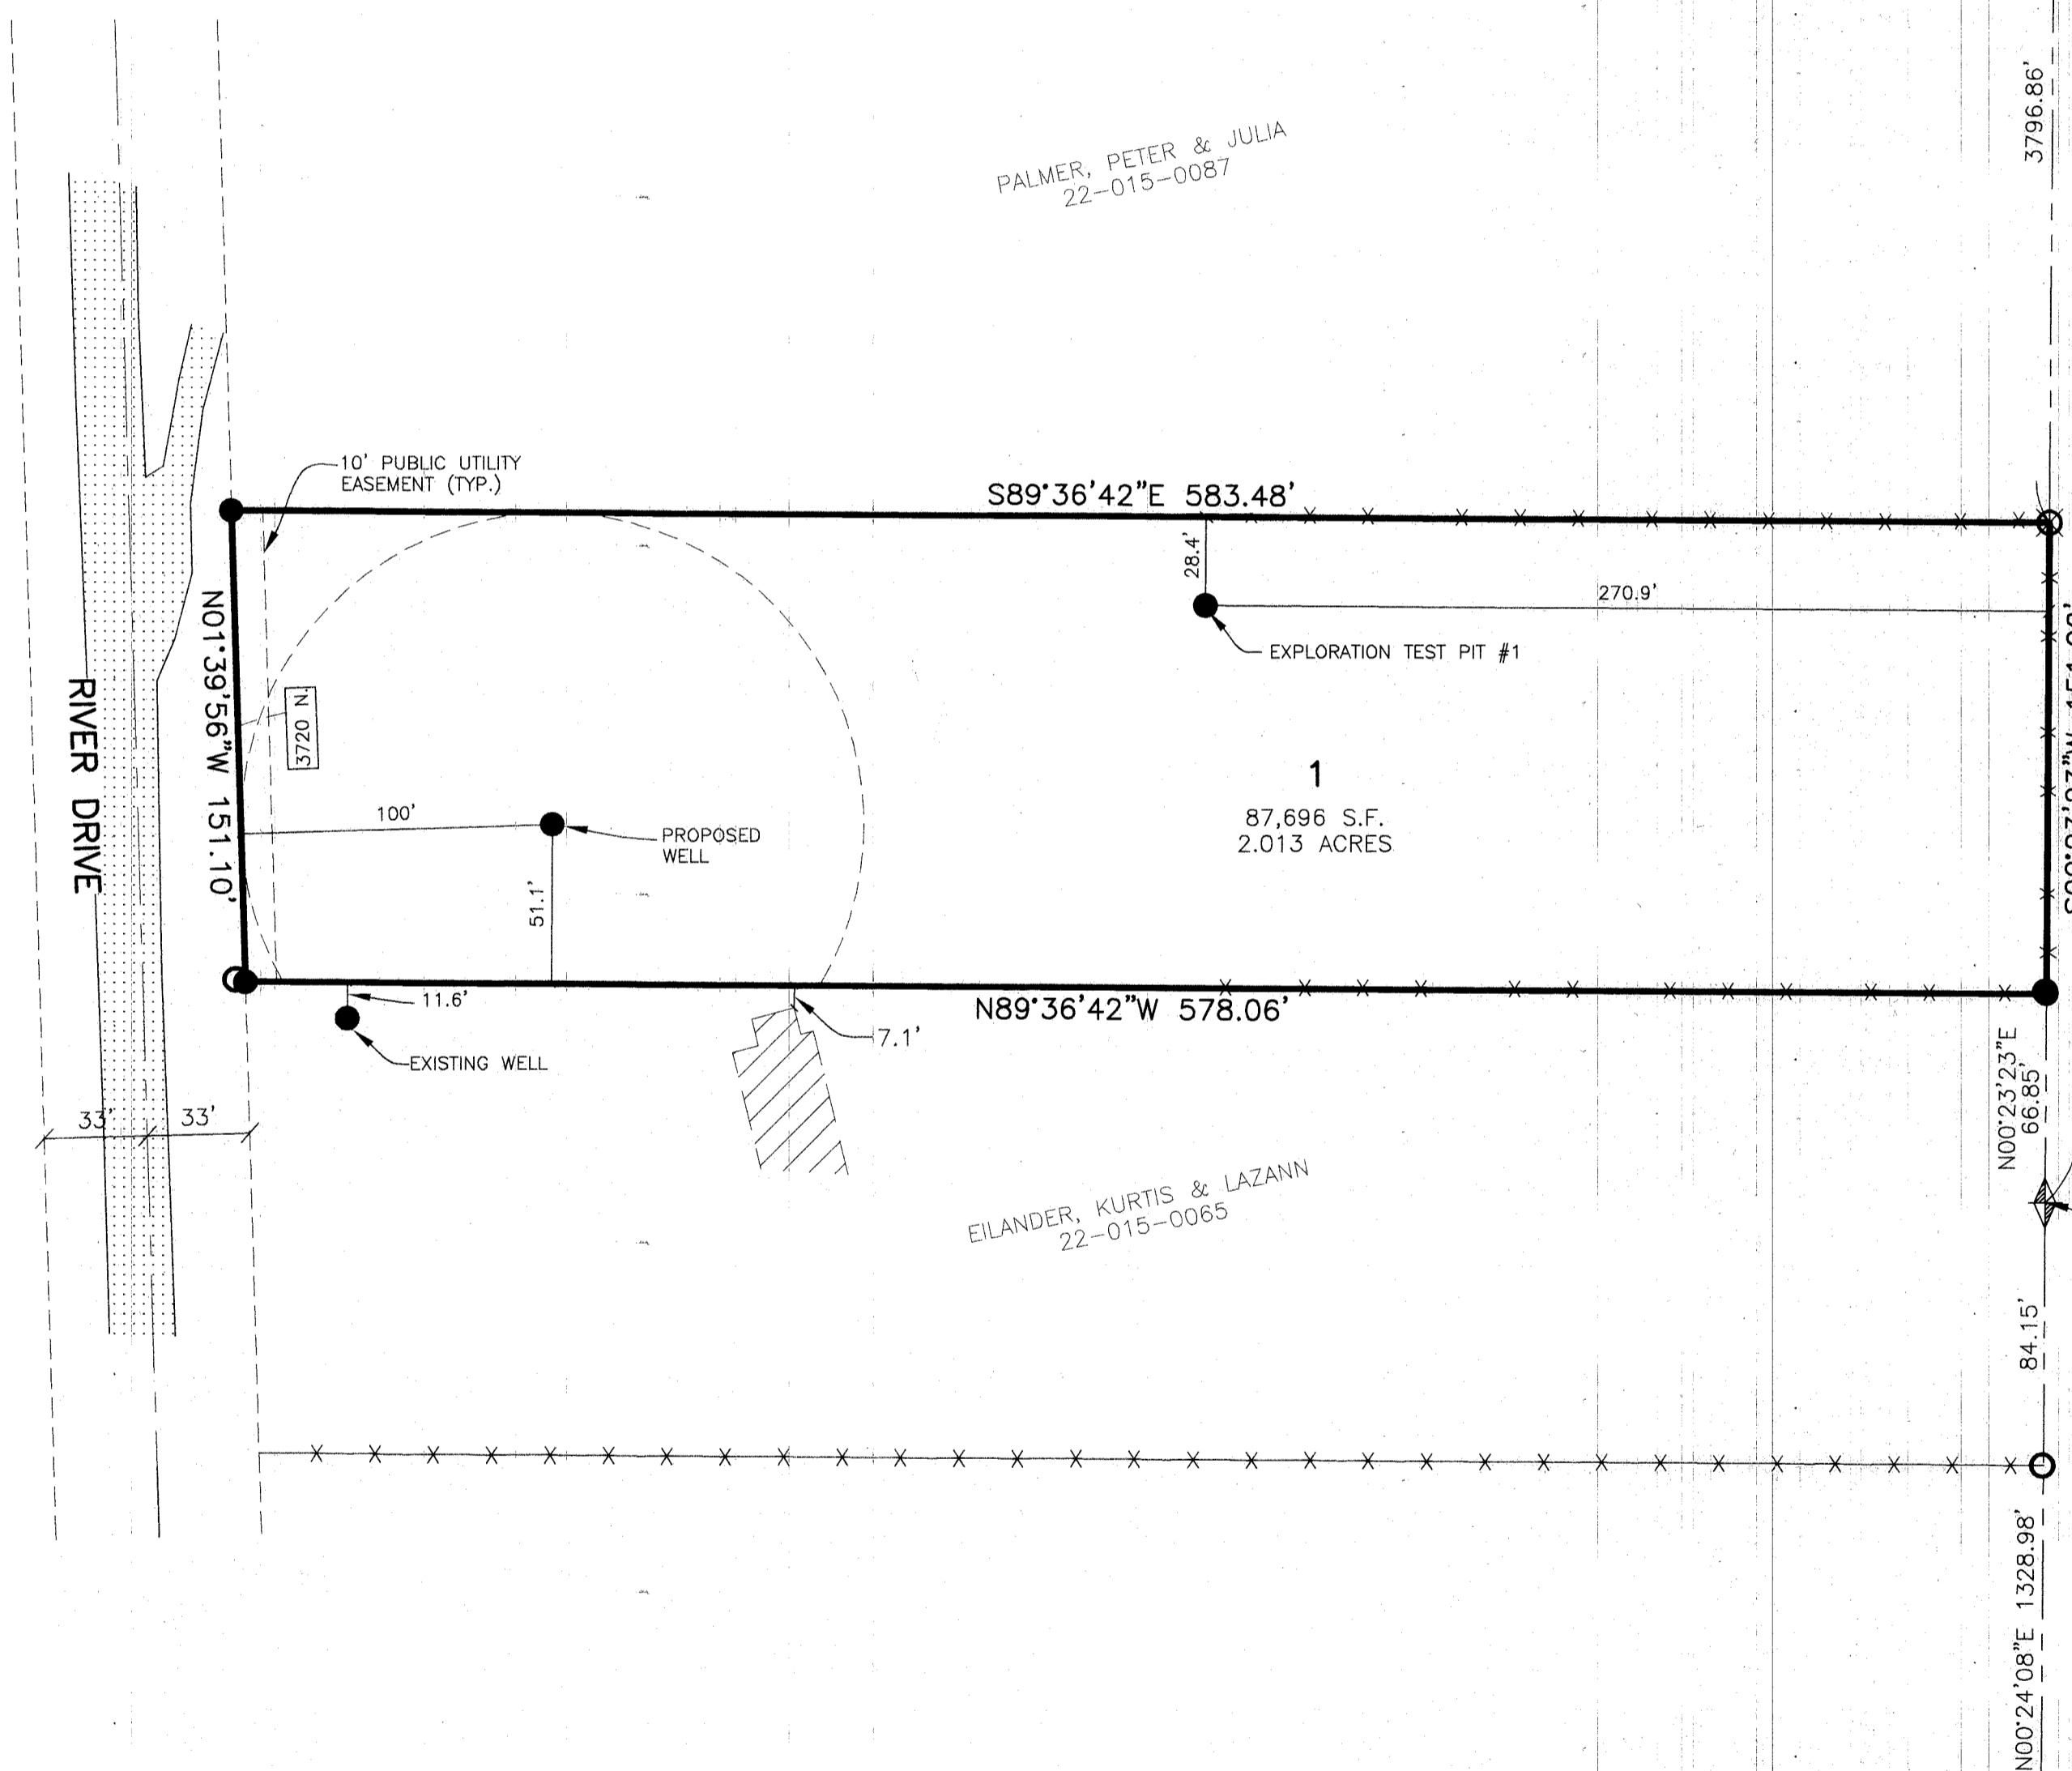 3796.86'
PALMER, PETER & JULIA
22-015-0087
10' PUBLIC UTILITY
EASEMENT (TYP.)
S89°36'42"E 583.48'
28.4'
270.9'
EXPLORATION TEST PIT #1
N01°39'56"W 151.10'
3720 N.
RIVER DRIVE
1
87,696 S.F.
2.013 ACRES
100'
PROPOSED
WELL
51.1'
11.6'
N89°36'42"W 578.06'
7.1'
EXISTING WELL
N00°23'23"E
66.85'
33'
33'
EILANDER, KURTIS & LAZANN
22-015-0065
84.15'
N00°24'08"E 1328.98'